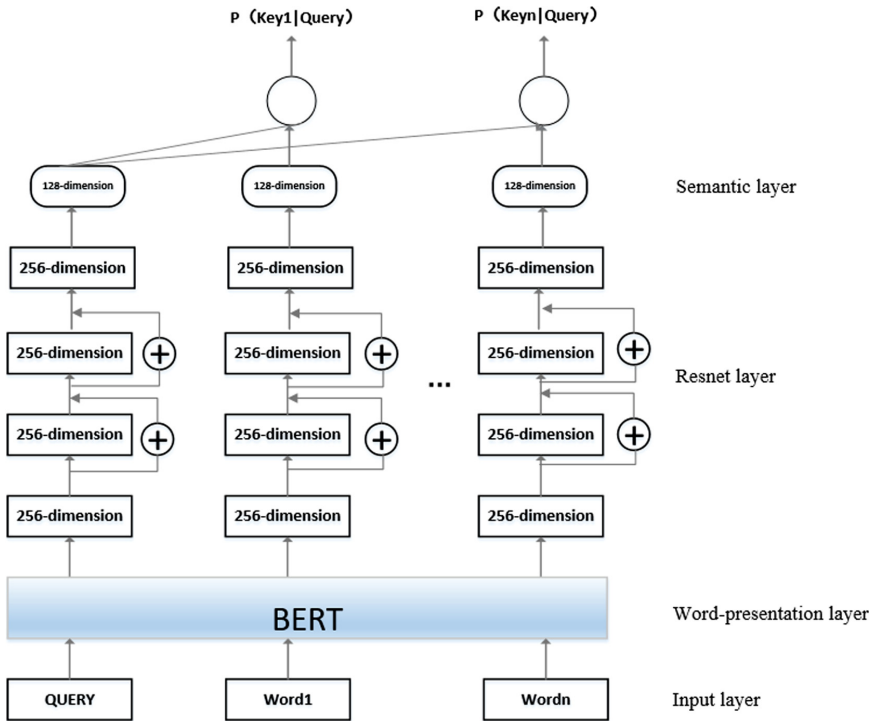 P（Key1|Query） P（Keyn|Query）
128-dimension 128-dimension 128-dimension Semantic layer
256-dimension 256-dimension 256-dimension
256-dimension + 256-dimension + 256-dimension +
... Resnet layer
256-dimension + 256-dimension + 256-dimension +
256-dimension 256-dimension 256-dimension
BERT Word-presentation layer
QUERY Word1 Wordn Input layer